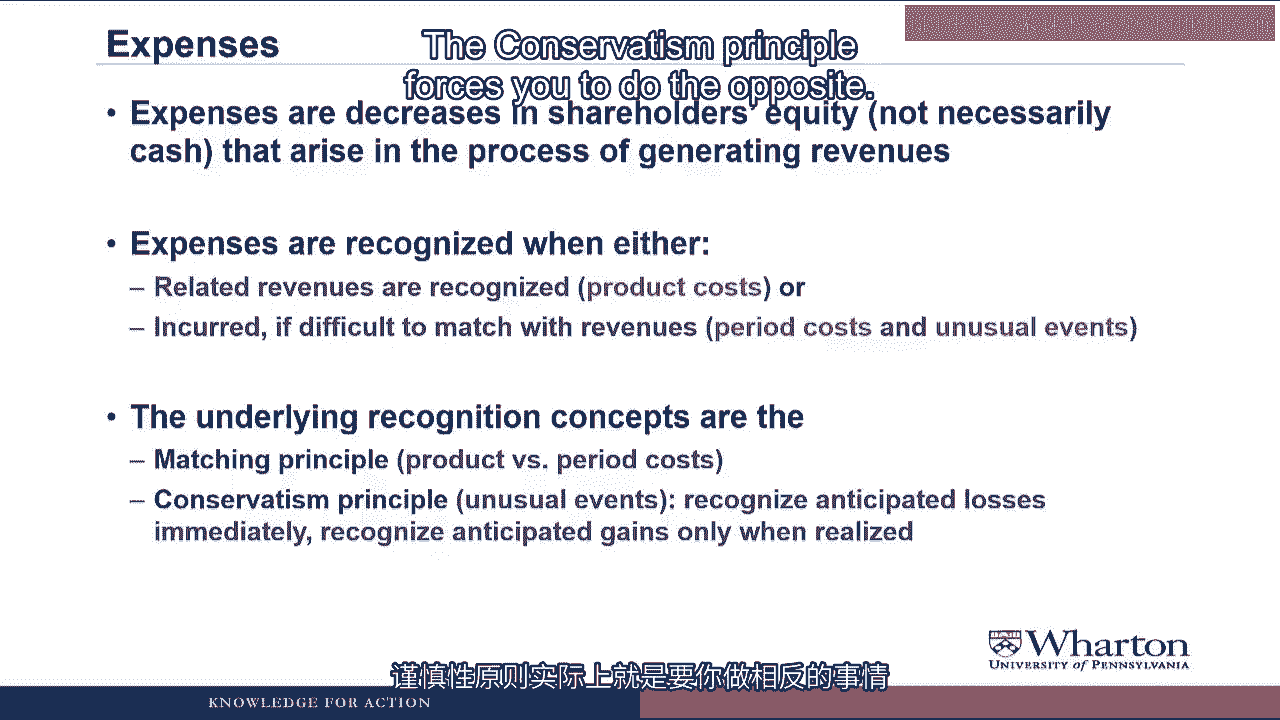 Expenses
The Conservatism principle
forces you to do the opposite.
• Expenses are decreases in shareholders' equity (not necessarily
cash) that arise in the process of generating revenues
• Expenses are recognized when either:
– Related revenues are recognized (product costs) or
– Incurred, if difficult to match with revenues (period costs and unusual events)
• The underlying recognition concepts are the
– Matching principle (product vs. period costs)
– Conservatism principle (unusual events): recognize anticipated losses
immediately, recognize anticipated gains only when realized
Wharton
UNIVERSITY of PENNSYLVANIA
谨慎性原则实际上就是要你做相反的事情
KNOWLEDGE FOR ACTION